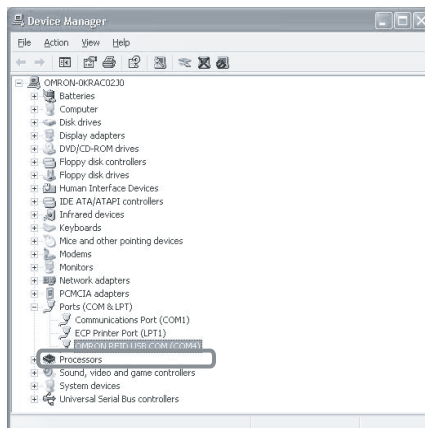 Device Manager
File Action View Help
OMRON-0KRAC02J0
Batteries
Computer
Disk drives
Display adapters
DVD/CD-ROM drives
Floppy disk controllers
Floppy disk drives
Human Interface Devices
IDE ATA/ATAPI controllers
Infrared devices
Keyboards
Mice and other pointing devices
Modems
Monitors
Network adapters
PCMCIA adapters
Ports (COM & LPT)
Communications Port (COM1)
ECP Printer Port (LPT1)
OMRON RFID USB COM (COM4)
Processors
Sound, video and game controllers
System devices
Universal Serial Bus controllers